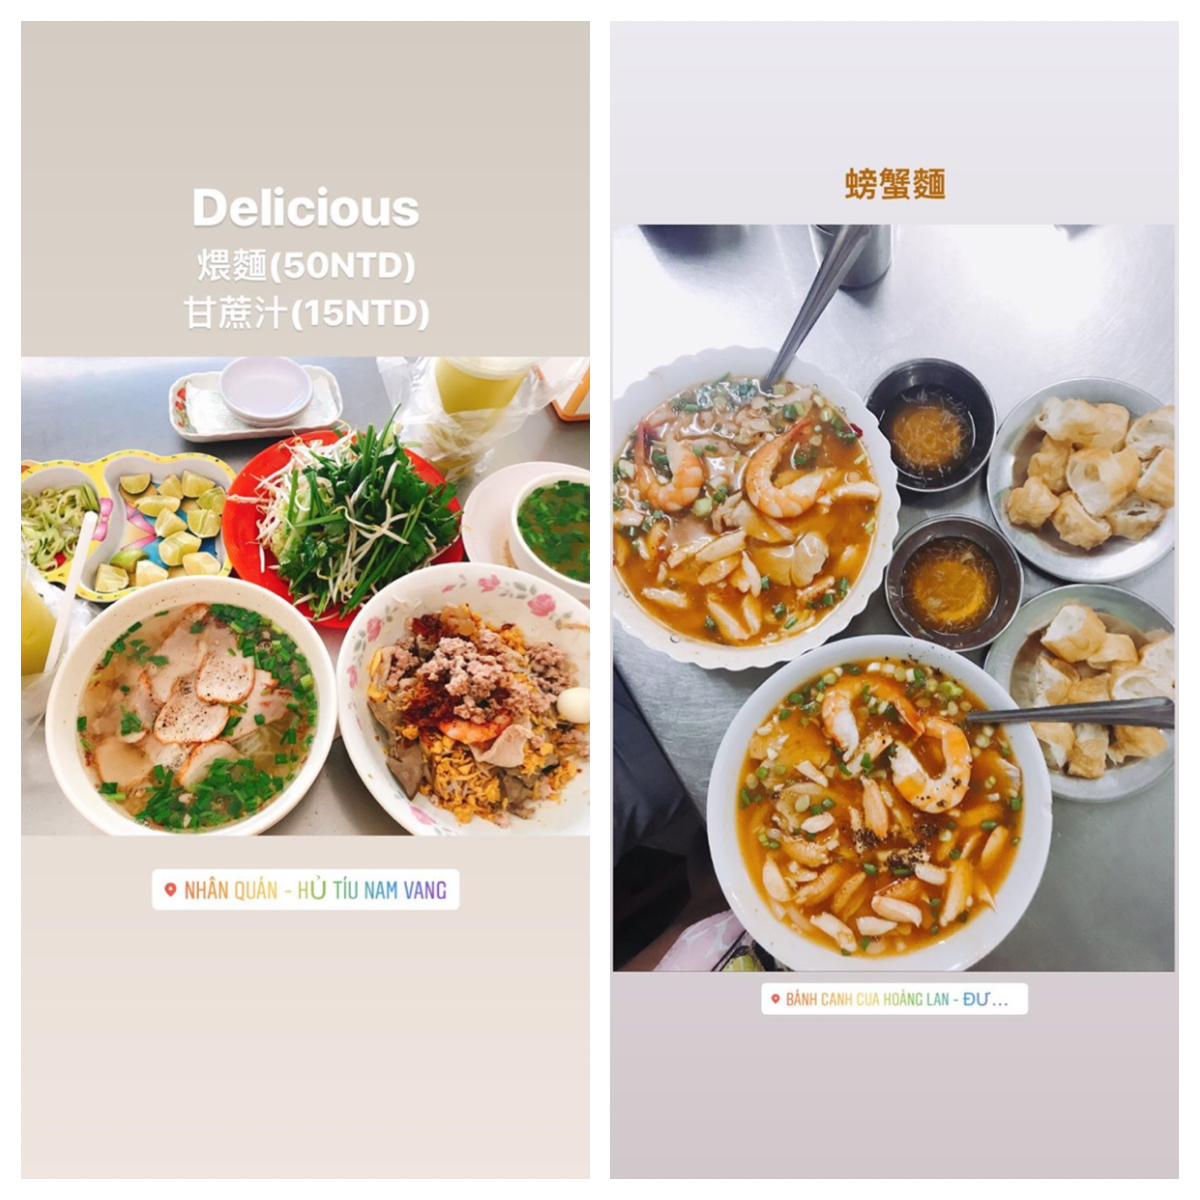 Delicious
煨麵(50NTD)
甘蔗汁(15NTD)
NHÂN QUÁN - HỦ TÍU NAM VANG
螃蟹麵
BÁNH CANH CUA HOÀNG LAN - ĐƯ...